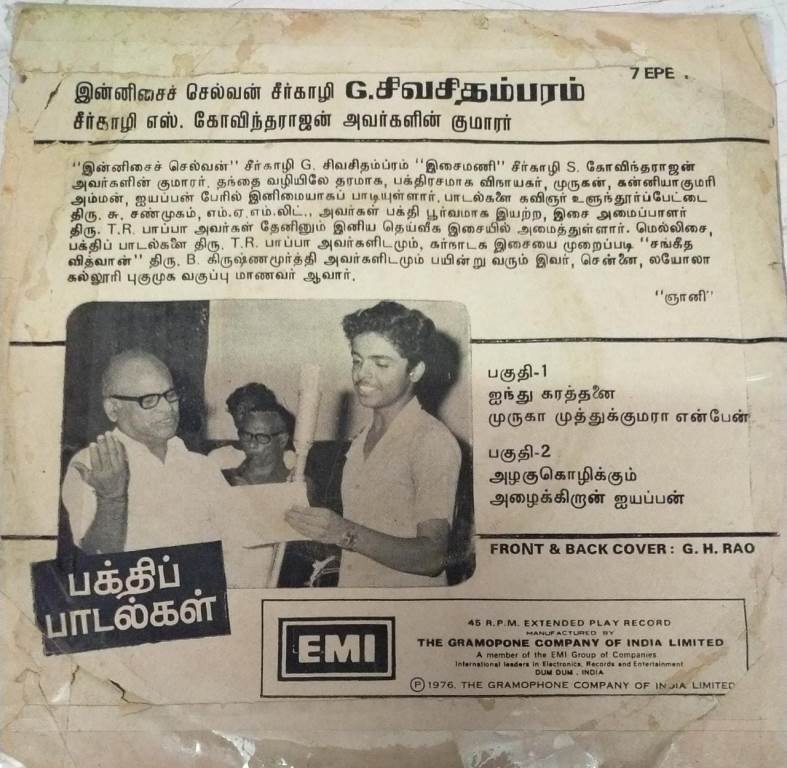 7 EPE .
இன்னிசைச் செல்வன் சீர்காழி G.சிவசிதம்பரம்
சீர்காழி எஸ். கோவிந்தராஜன் அவர்களின் குமாரர்
"இன்னிசைச் செல்வன்" சீர்காழி G. சிவசிதம்பரம் "இசைமணி" சீர்காழி S. கோவிந்தராஜன்
அவர்களின் குமாரர். தந்தை வழியிலே தரமாக, பக்திரசமாக விநாயகர், முருகன், கன்னியாகுமரி
அம்மன், ஐயப்பன் பேரில் இனிமையாகப் பாடியுள்ளார். பாடல்களை கவிஞர் உளுந்தூர்ப்பேட்டை
திரு. சு. சண்முகம், எம்.ஏ.எம்.லிட்., அவர்கள் பக்தி பூர்வமாக இயற்ற, இசை அமைப்பாளர்
திரு. T.R. பாப்பா அவர்கள் தேனினும் இனிய தெய்வீக இசையில் அமைத்துள்ளார். மெல்லிசை,
பக்திப் பாடல்களை திரு. T.R. பாப்பா அவர்களிடமும், கர்நாடக இசையை முறைப்படி "சங்கீத
வித்வான்" திரு. B. கிருஷ்ணமூர்த்தி அவர்களிடமும் பயின்று வரும் இவர், சென்னை, லயோலா
கல்லூரி புகுமுக வகுப்பு மாணவர் ஆவார்.
"ஞானி"
பகுதி-1
ஐந்து கரத்தனை
முருகா முத்துக்குமரா என்பேன்
பகுதி-2
அழகுகொழிக்கும்
அழைக்கிறான் ஐயப்பன்
FRONT & BACK COVER : G. H. RAO
பக்திப்
பாடல்கள்
EMI
45 R.P.M. EXTENDED PLAY RECORD
MANUFACTURED BY
THE GRAMOPONE COMPANY OF INDIA LIMITED
A member of the EMI Group of Companies
International leaders in Electronics, Records and Entertainment
DUM DUM . INDIA
Ⓟ 1976, THE GRAMOPHONE COMPANY OF INDIA LIMITED